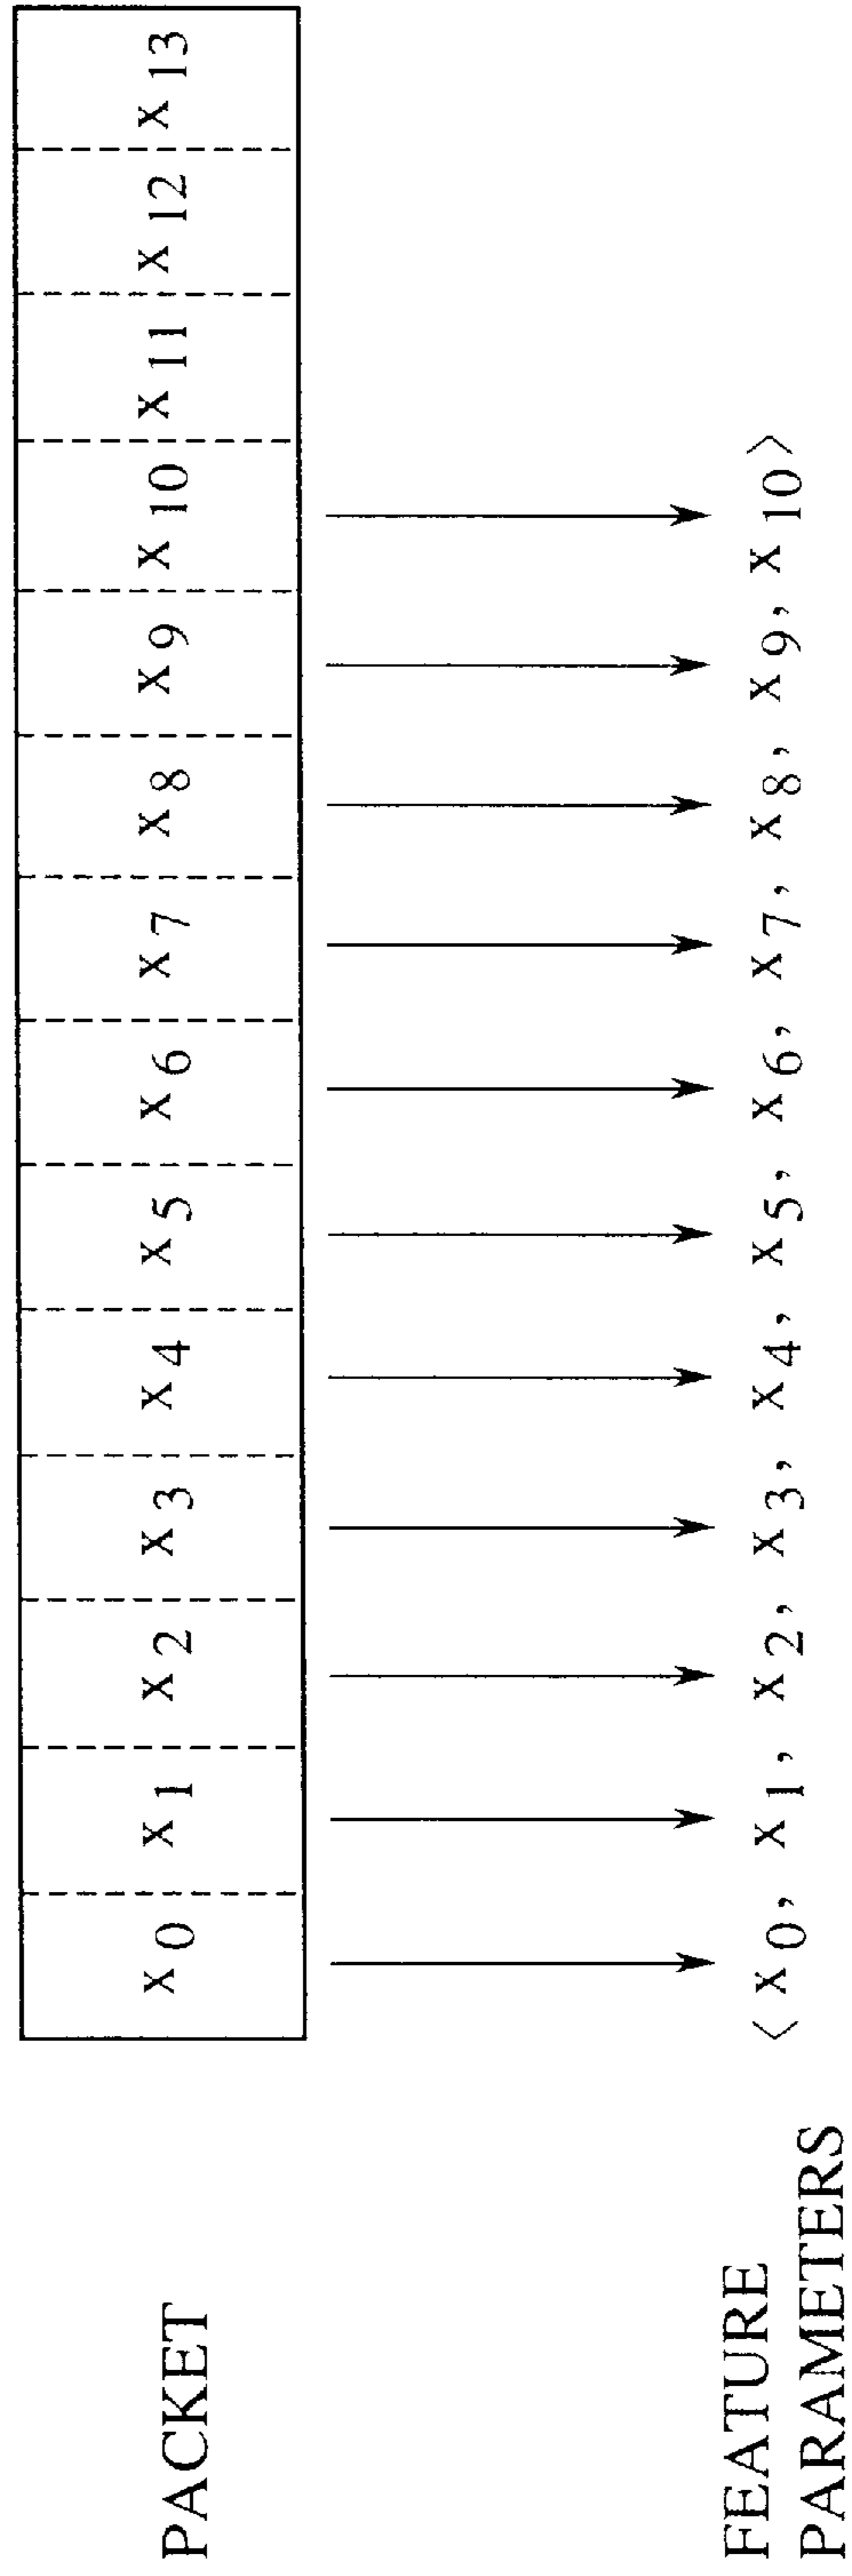 PACKET
x0 x1 x2 x3 x4 x5 x6 x7 x8 x9 x10 x11 x12 x13
FEATURE
PARAMETERS
〈 x0, x1, x2, x3, x4, x5, x6, x7, x8, x9, x10 〉